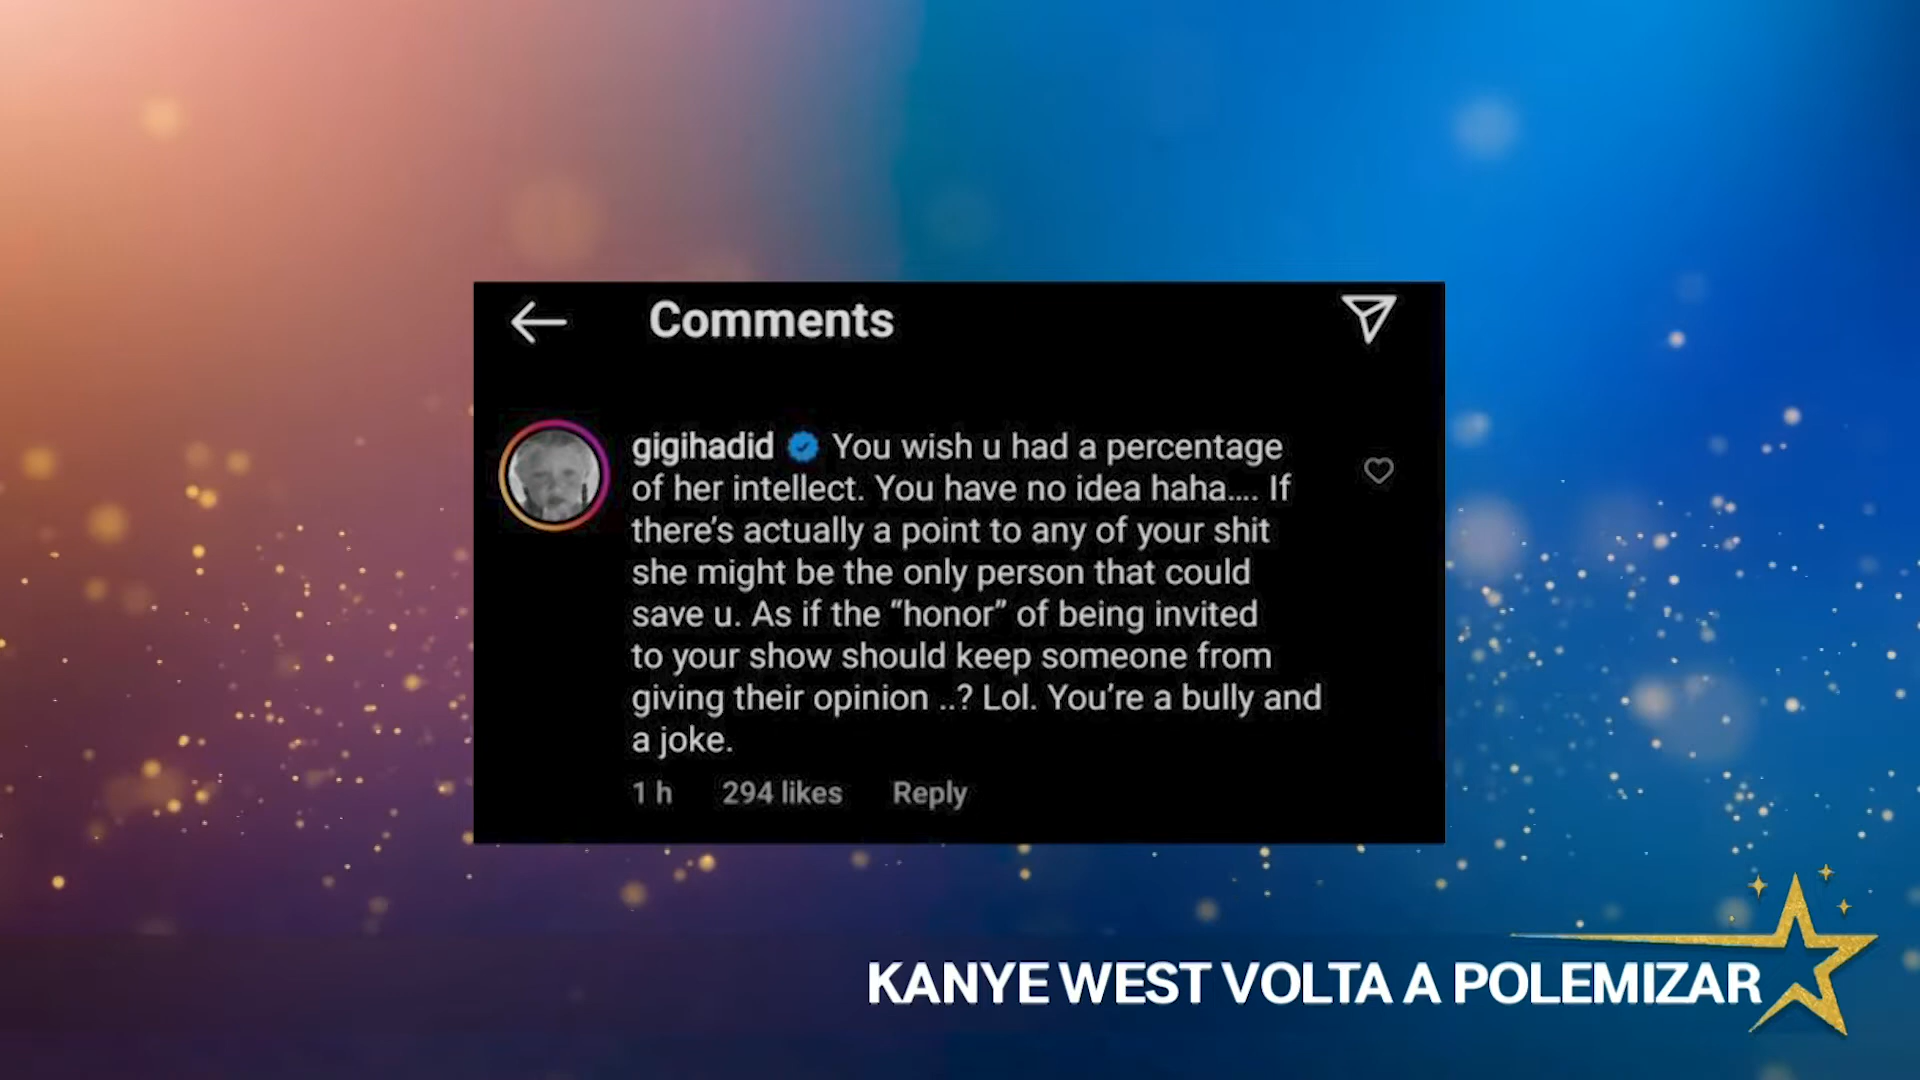 Comments
gigihadid You wish u had a percentage
of her intellect. You have no idea haha.... If
there's actually a point to any of your shit
she might be the only person that could
save u. As if the “honor” of being invited
to your show should keep someone from
giving their opinion ..? Lol. You're a bully and
a joke.
1 h 294 likes Reply
KANYE WEST VOLTA A POLEMIZAR